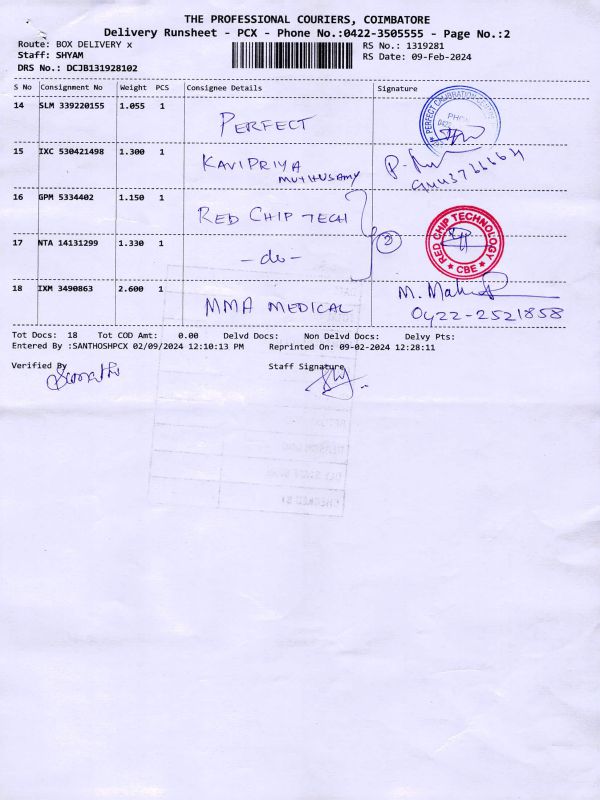 THE PROFESSIONAL COURIERS, COIMBATORE
Delivery Runsheet - PCX - Phone No.:0422-3505555 - Page No.:2
Route: BOX DELIVERY x RS No.: 1319281
Staff: SHYAM RS Date: 09-Feb-2024
DRS No.: DCJB131928102
S No Consignment No Weight PCS Consignee Details Signature
14 SLM 339220155 1.055 1 PERFECT
PERFECT CALIBRATION
15 IXC 530421498 1.300 1 KAVIPRIYA
MUTHUSAMY
16 GPM 5334402 1.150 1 RED CHIP TECH
17 NTA 14131299 1.330 1 -do- 2
RED CHIP TECHNOLOGY
CBE
18 IXM 3490863 2.600 1 MMA MEDICAL
0422-2521858
Tot Docs: 18 Tot COD Amt: 0.00 Delvd Docs: Non Delvd Docs: Delvy Pts:
Entered By :SANTHOSHPCX 02/09/2024 12:10:13 PM Reprinted On: 09-02-2024 12:28:11
Verified By Staff Signature